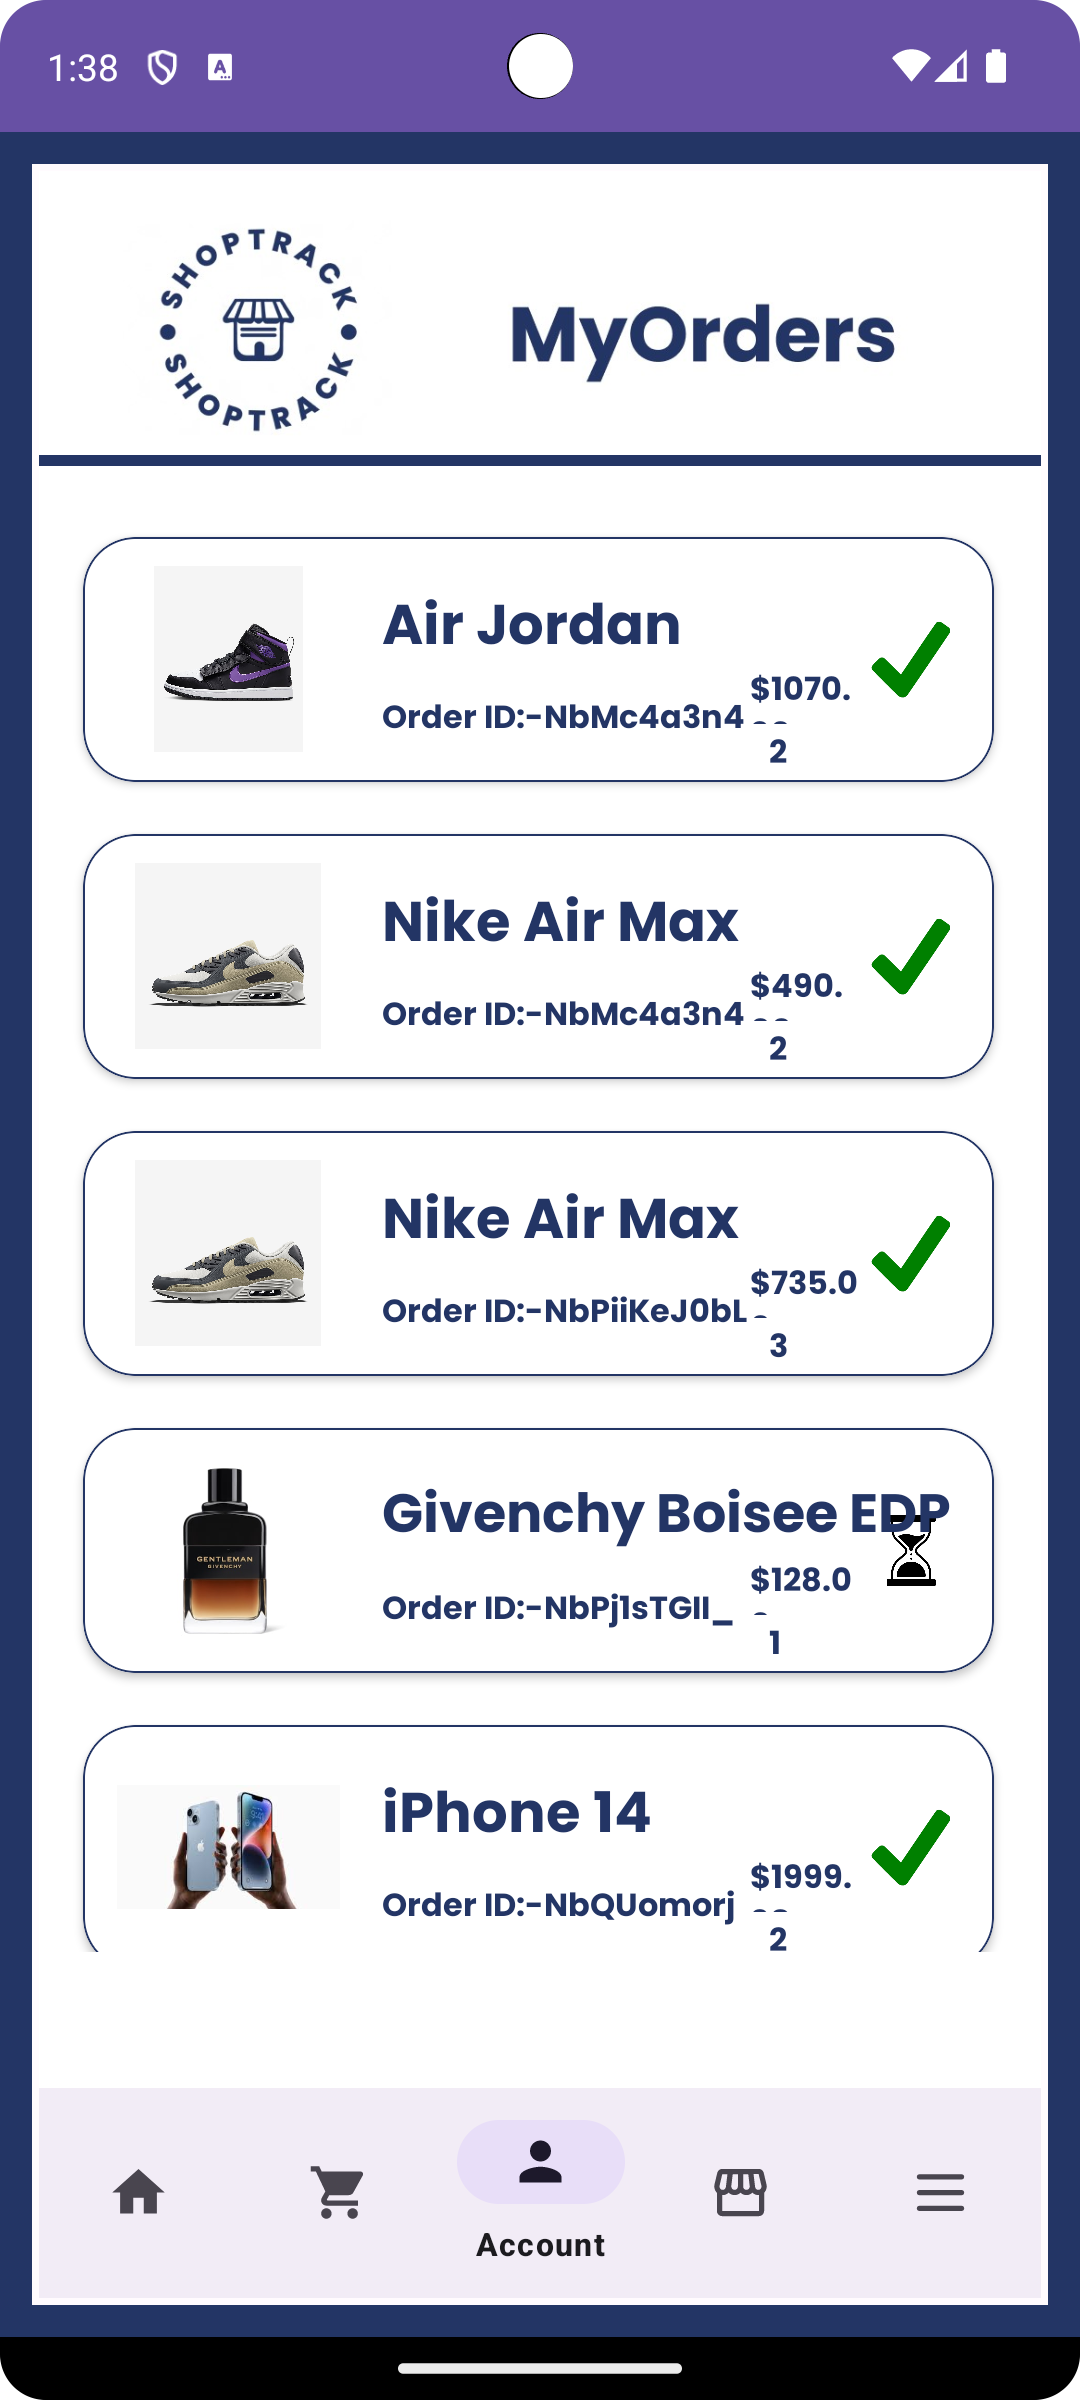 1:38
SHOPTRACK
SHOPTRACK
MyOrders
Air Jordan
$1070.
Order ID:-NbMc4a3n4
2
Nike Air Max
$490.
Order ID:-NbMc4a3n4
2
Nike Air Max
$735.0
Order ID:-NbPiiKeJ0bL
3
GENTLEMAN
GIVENCHY
Givenchy Boisee EDP
$128.0
Order ID:-NbPj1sTGII_
1
iPhone 14
$1999.
Order ID:-NbQUomorj
2
Account